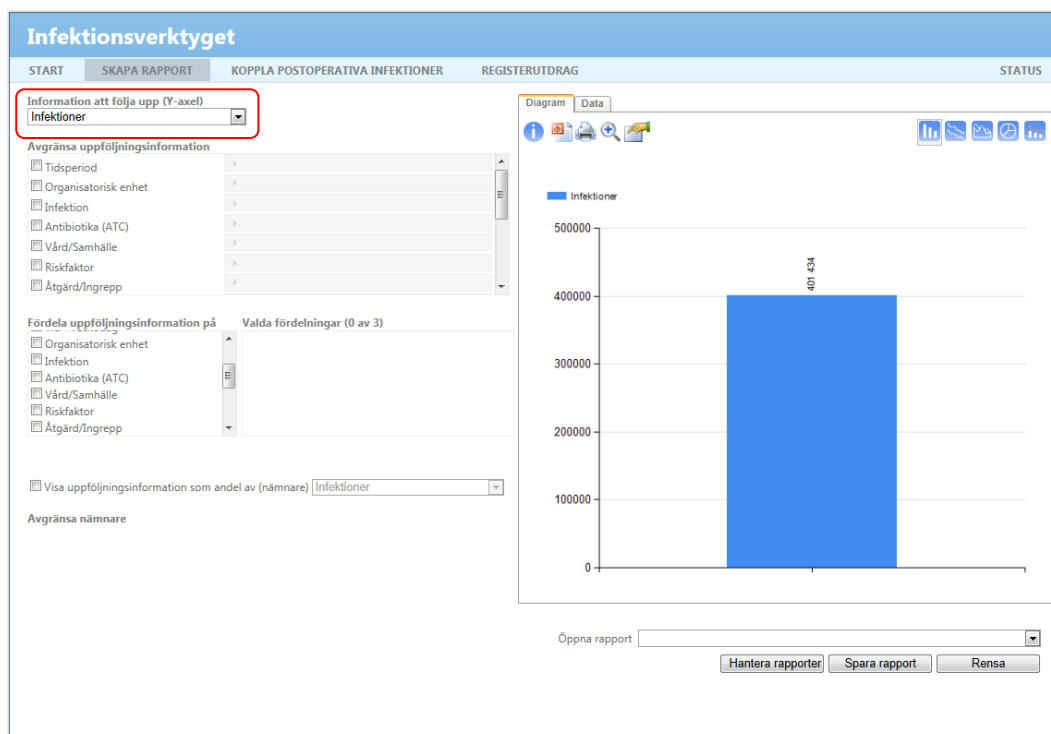 Infektionsverktyget
START SKAPA RAPPORT KOPPLA POSTOPERATIVA INFEKTIONER REGISTERUTDRAG STATUS
Information att följa upp (Y-axel)
Infektioner
Avgränsa uppföljningsinformation
Tidsperiod
Organisatorisk enhet
Infektion
Antibiotika (ATC)
Vård/Samhälle
Riskfaktor
Åtgärd/Ingrepp
Fördela uppföljningsinformation på
Organisatorisk enhet
Infektion
Antibiotika (ATC)
Vård/Samhälle
Riskfaktor
Åtgärd/Ingrepp
Valda fördelningar (0 av 3)
Visa uppföljningsinformation som andel av (nämnare) Infektioner
Avgränsa nämnare
Diagram Data
Infektioner
500000
400000
300000
200000
100000
0
401 434
Öppna rapport
Hantera rapporter Spara rapport Rensa